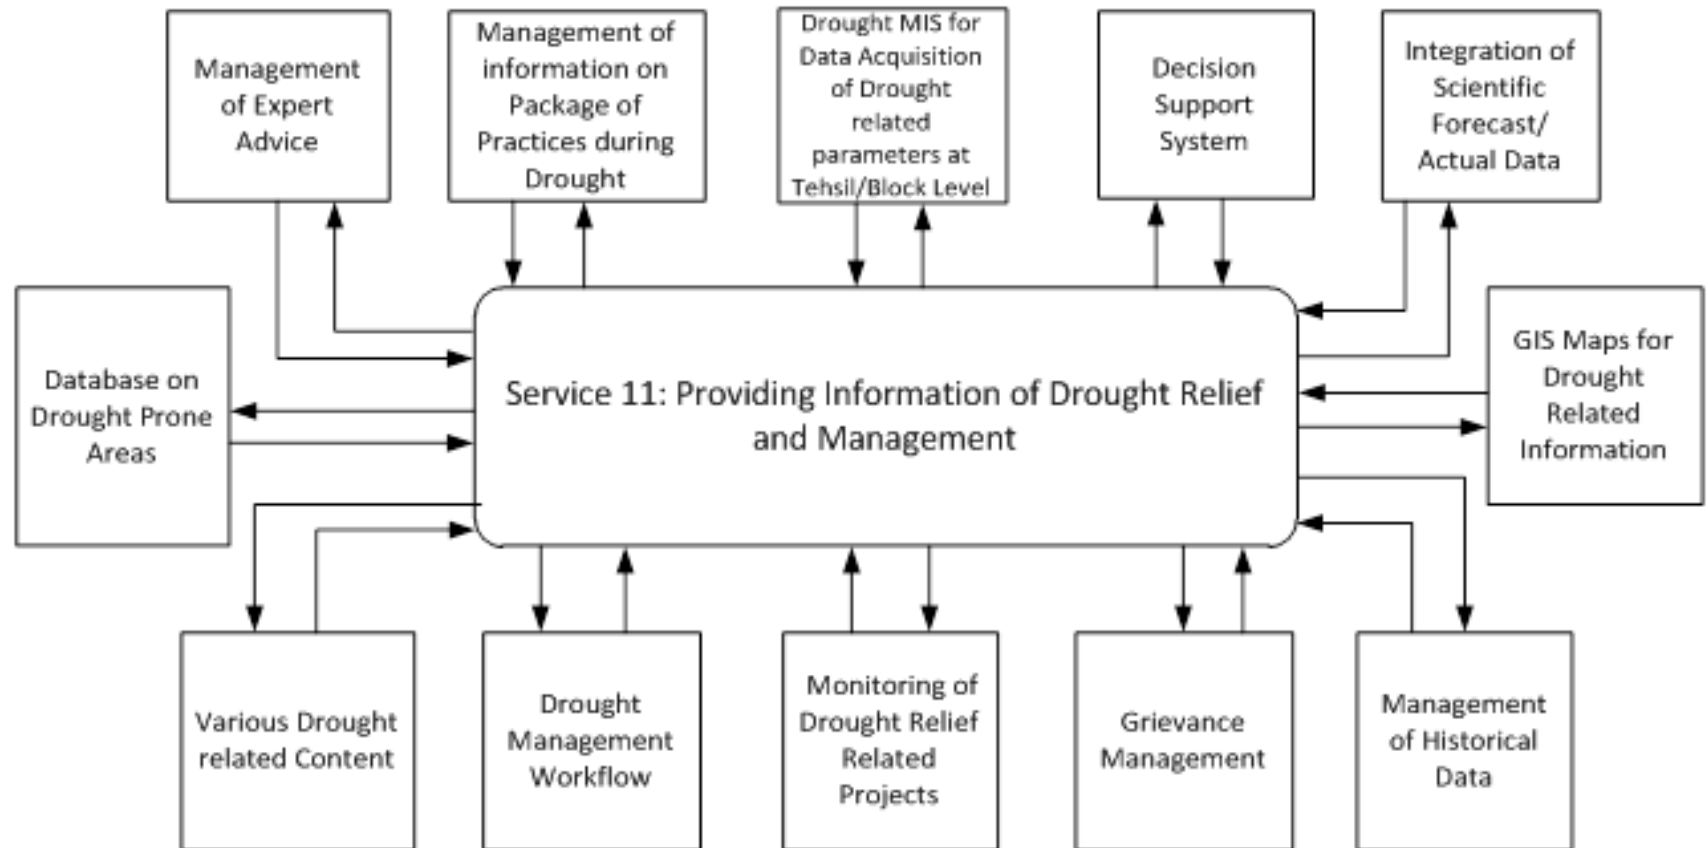 Management
of Expert
Advice
Management of
information on
Package of
Practices during
Drought
Drought MIS for
Data Acquisition
of Drought
related
parameters at
Tehsil/Block Level
Decision
Support
System
Integration of
Scientific
Forecast/
Actual Data
Database on
Drought Prone
Areas
Service 11: Providing Information of Drought Relief
and Management
GIS Maps for
Drought
Related
Information
Various Drought
related Content
Drought
Management
Workflow
Monitoring of
Drought Relief
Related
Projects
Grievance
Management
Management
of Historical
Data